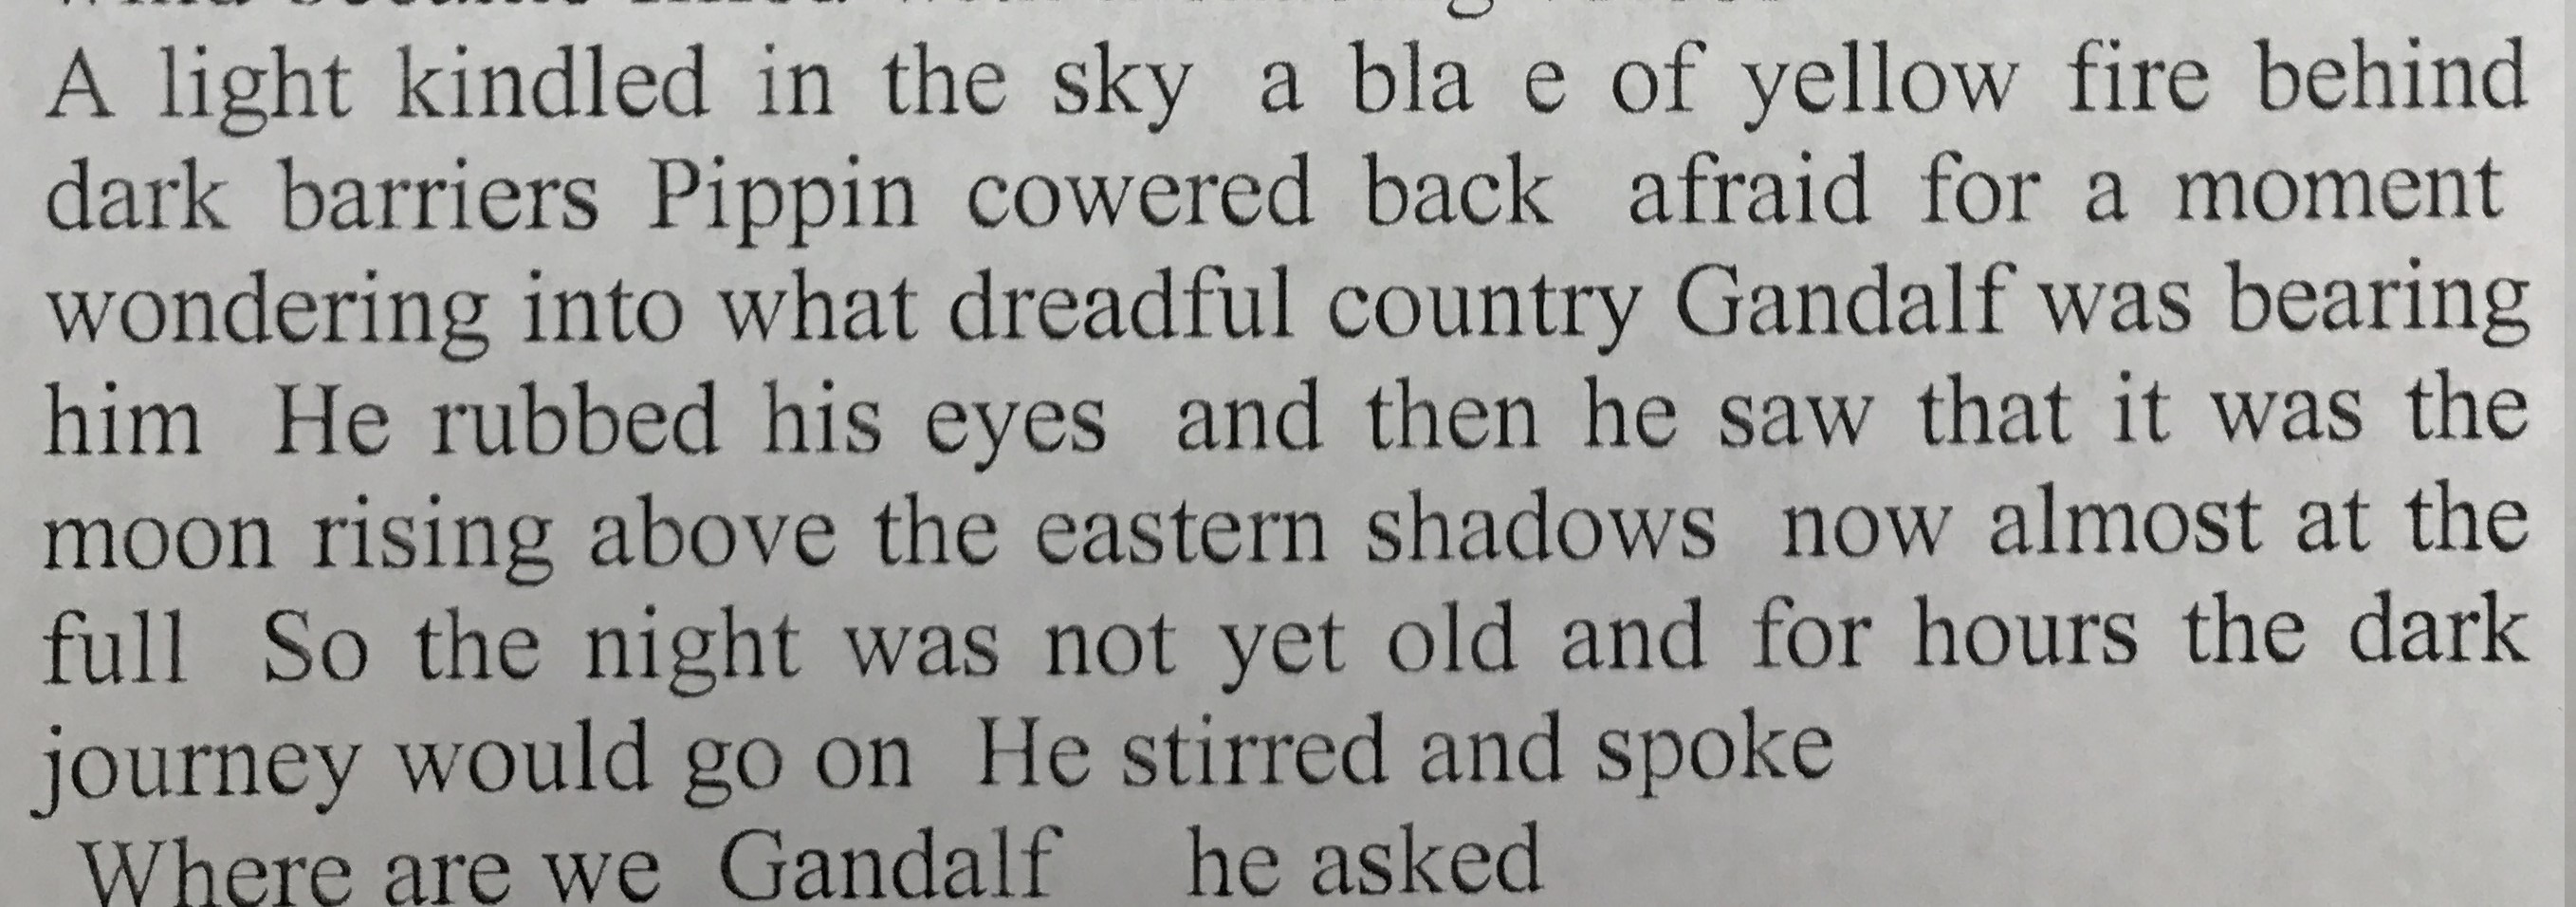 A light kindled in the sky a bla e of yellow fire behind
dark barriers Pippin cowered back afraid for a moment
wondering into what dreadful country Gandalf was bearing
him He rubbed his eyes and then he saw that it was the
moon rising above the eastern shadows now almost at the
full So the night was not yet old and for hours the dark
journey would go on He stirred and spoke
Where are we Gandalf he asked